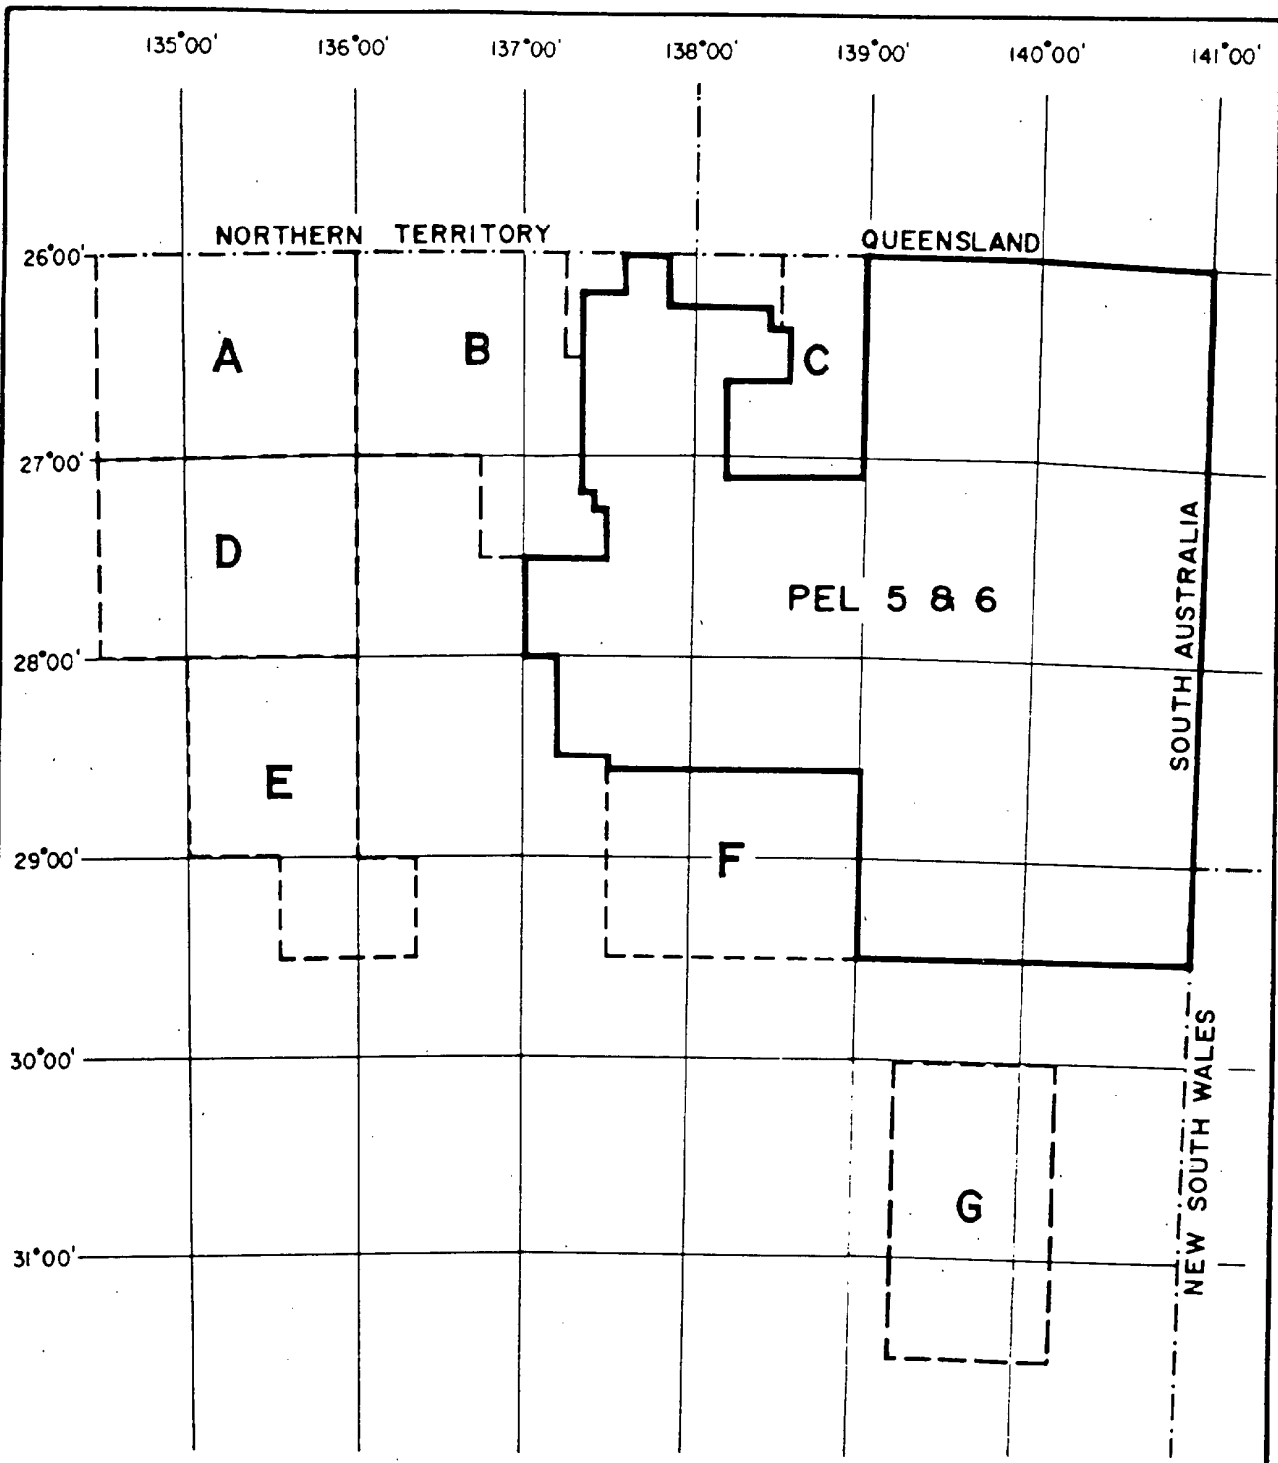 135°00' 136°00' 137°00' 138°00' 139°00' 140°00' 141°00'
NORTHERN TERRITORY
QUEENSLAND
26°00'
A
B
C
27°00'
D
PEL 5 & 6
SOUTH AUSTRALIA
28°00'
E
29°00'
F
30°00'
NEW SOUTH WALES
G
31°00'